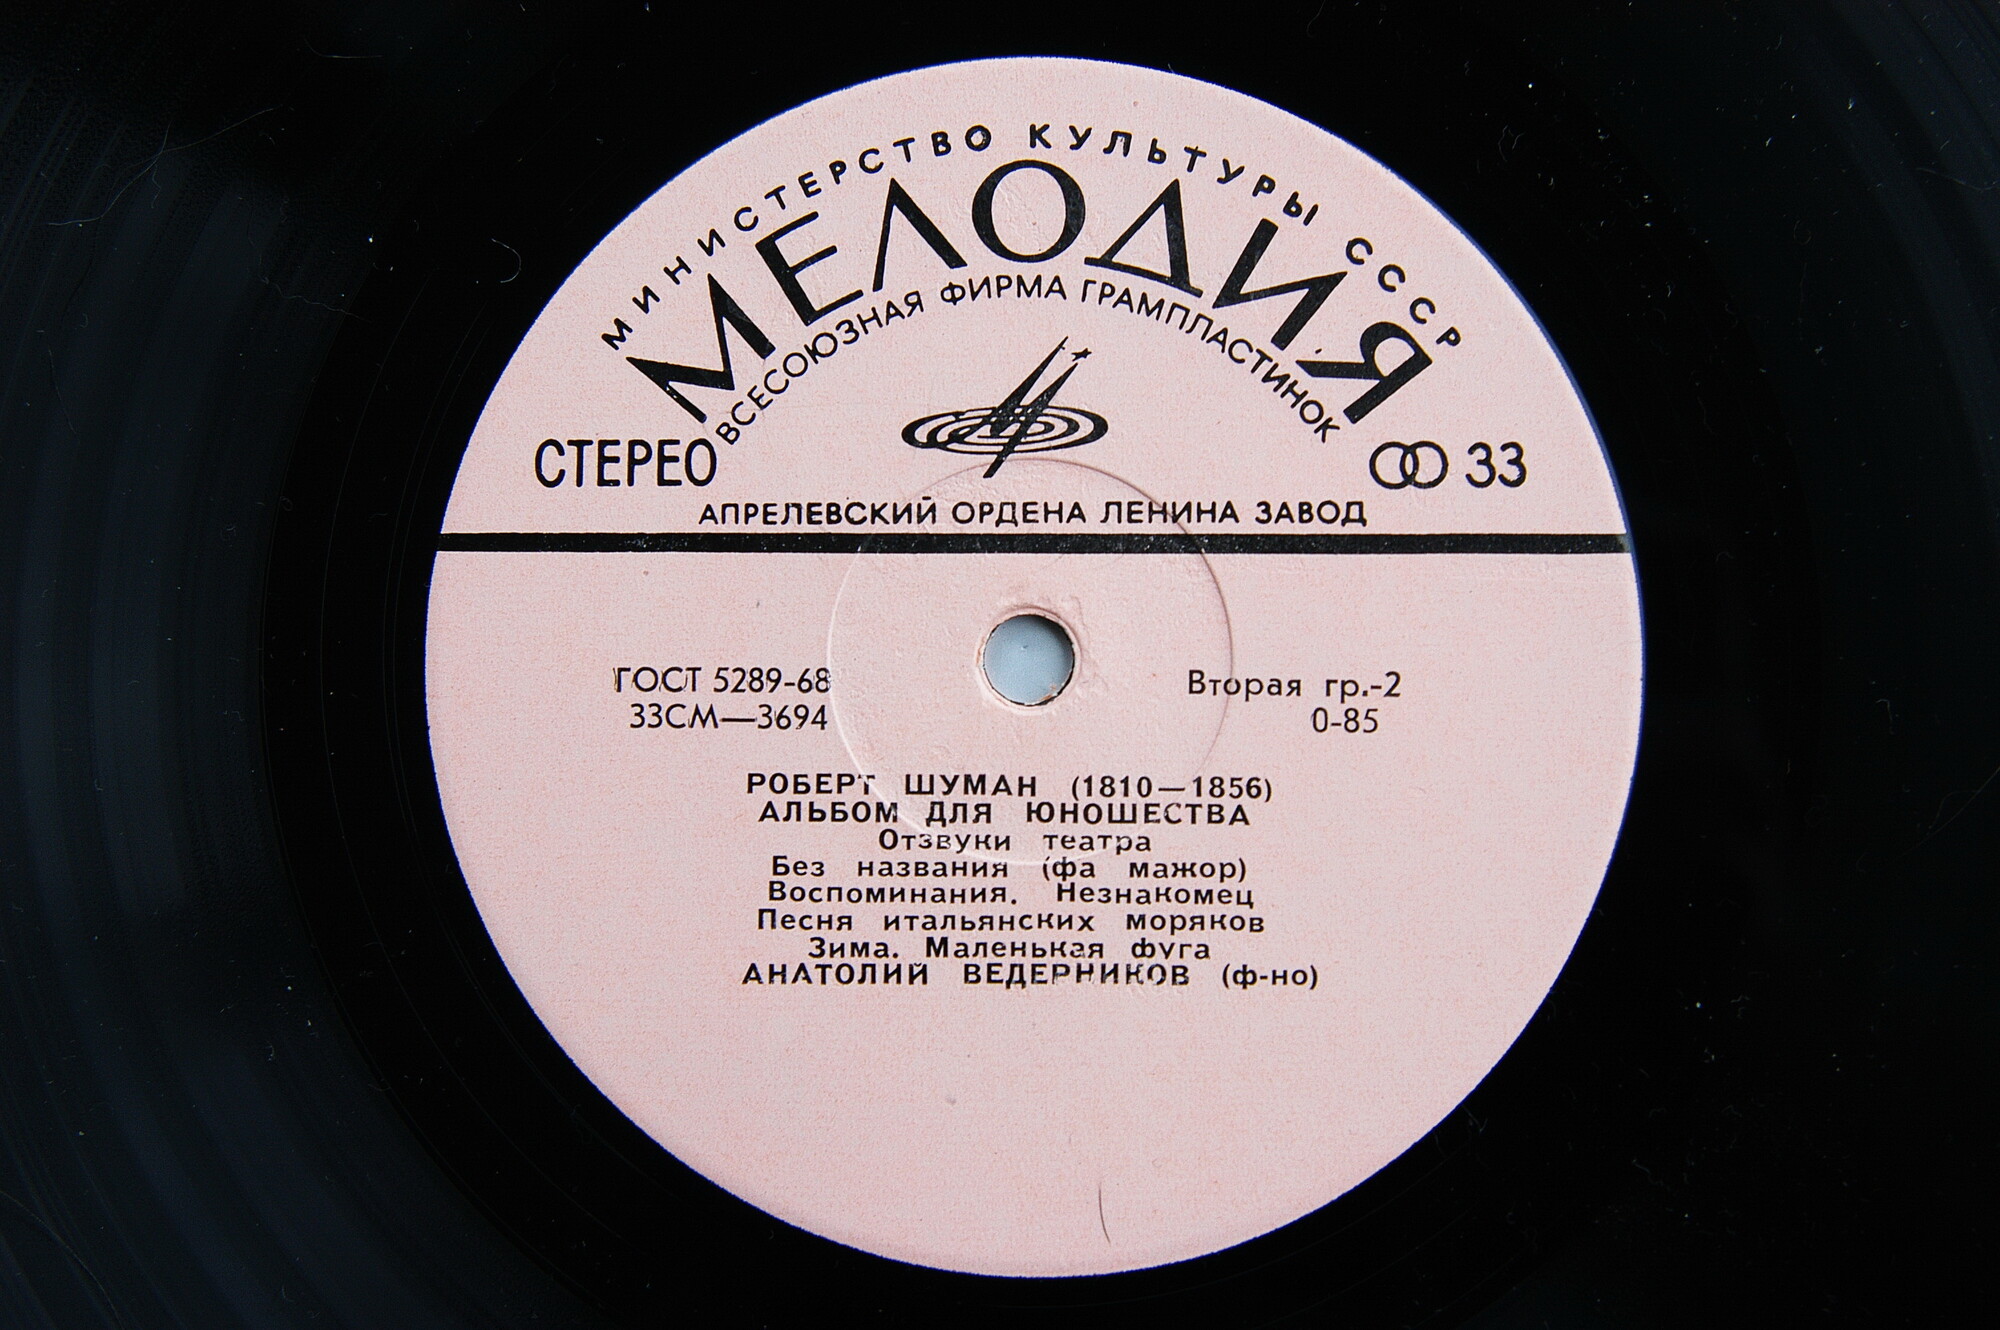 МИНИСТЕРСТВО КУЛЬТУРЫ СССР
МЕЛОДИЯ
ВСЕСОЮЗНАЯ ФИРМА ГРАМПЛАСТИНОК
СТЕРЕО
33
АПРЕЛЕВСКИЙ ОРДЕНА ЛЕНИНА ЗАВОД
ГОСТ 5289-68
33СМ—3694
Вторая гр.-2
0-85
РОБЕРТ ШУМАН (1810—1856)
АЛЬБОМ ДЛЯ ЮНОШЕСТВА
Отзвуки театра
Без названия (фа мажор)
Воспоминания. Незнакомец
Песня итальянских моряков
Зима. Маленькая фуга
АНАТОЛИЙ ВЕДЕРНИКОВ (ф-но)